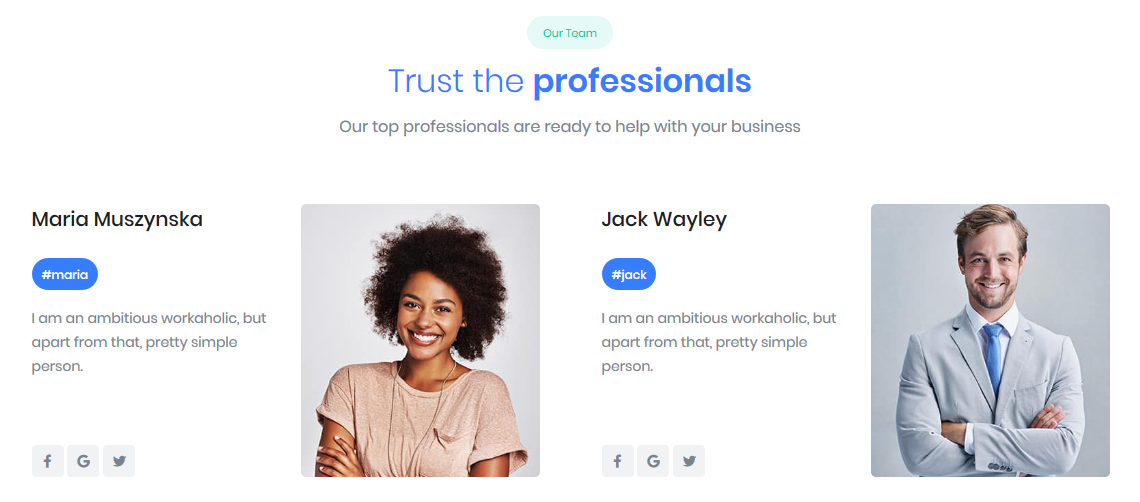 Our Team
Trust the professionals
Our top professionals are ready to help with your business
Maria Muszynska
#maria
I am an ambitious workaholic, but
apart from that, pretty simple
person.
Jack Wayley
#jack
I am an ambitious workaholic, but
apart from that, pretty simple
person.